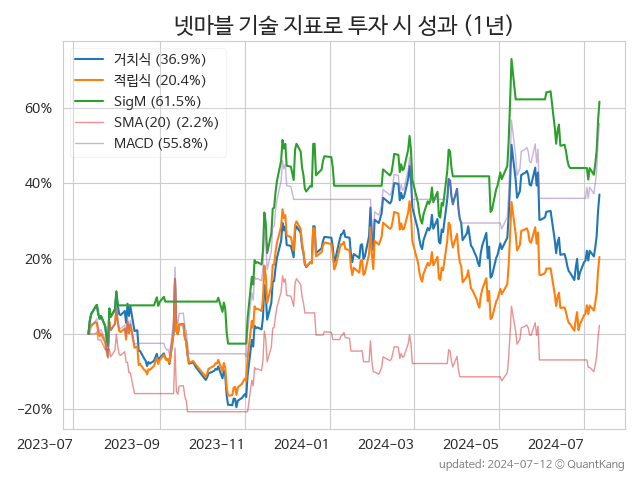 넷마블 기술 지표로 투자 시 성과 (1년)
거치식 (36.9%)
적립식 (20.4%)
SigM (61.5%)
SMA(20) (2.2%)
MACD (55.8%)
60%
40%
20%
0%
−20%
2023−07 2023−09 2023−11 2024−01 2024−03 2024−05 2024−07
updated: 2024−07−12 © QuantKang